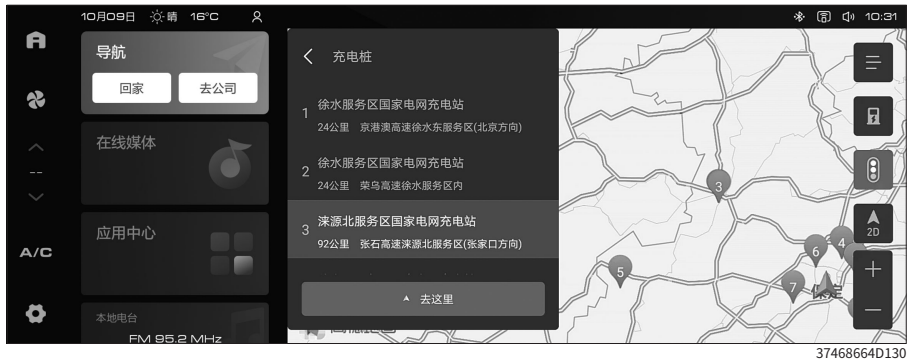 10月09日 晴 16°C 10:31
导航
回家 去公司
在线媒体
应用中心
本地电台
FM 95.2 MHz
--
A/C
充电桩
1 徐水服务区国家电网充电站
24公里 京港澳高速徐水东服务区(北京方向)
2 徐水服务区国家电网充电站
24公里 荣乌高速徐水服务区内
3 涞源北服务区国家电网充电站
92公里 张石高速涞源北服务区(张家口方向)
去这里
3
5
6
4
7
保定
2D
37468664D130